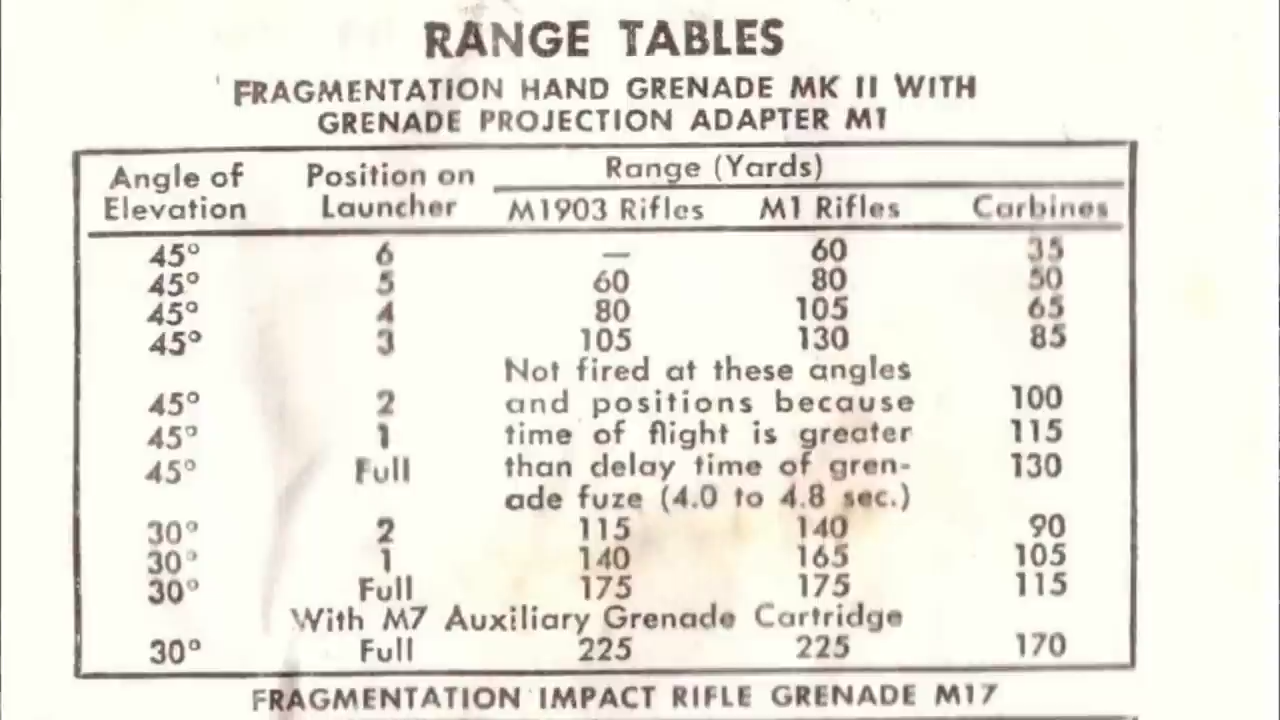 RANGE TABLES
FRAGMENTATION HAND GRENADE MK II WITH
GRENADE PROJECTION ADAPTER M1
Angle of Elevation Position on Launcher Range (Yards)
M1903 Rifles M1 Rifles Carbines
45° 6 — 60 35
45° 5 60 80 50
45° 4 80 105 65
45° 3 105 130 85
Not fired at these angles
45° 2 and positions because 100
45° 1 time of flight is greater 115
45° Full than delay time of gren- 130
ade fuze (4.0 to 4.8 sec.)
30° 2 115 140 90
30° 1 140 165 105
30° Full 175 175 115
With M7 Auxiliary Grenade Cartridge
30° Full 225 225 170
FRAGMENTATION IMPACT RIFLE GRENADE M17